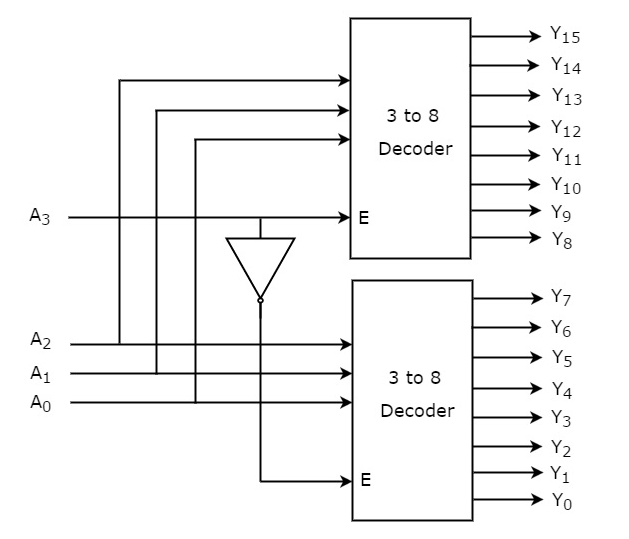 Y15
Y14
Y13
3 to 8
Y12
Decoder
Y11
Y10
A3
E
Y9
Y8
Y7
Y6
A2
Y5
A1
3 to 8
Y4
A0
Decoder
Y3
Y2
E
Y1
Y0